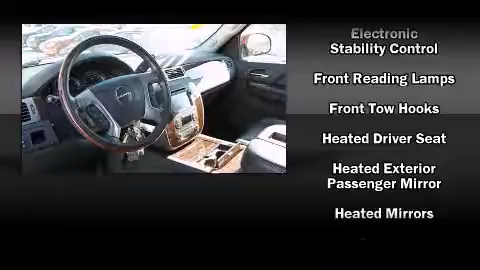 Electronic
Stability Control
Front Reading Lamps
Front Tow Hooks
Heated Driver Seat
Heated Exterior
Passenger Mirror
Heated Mirrors